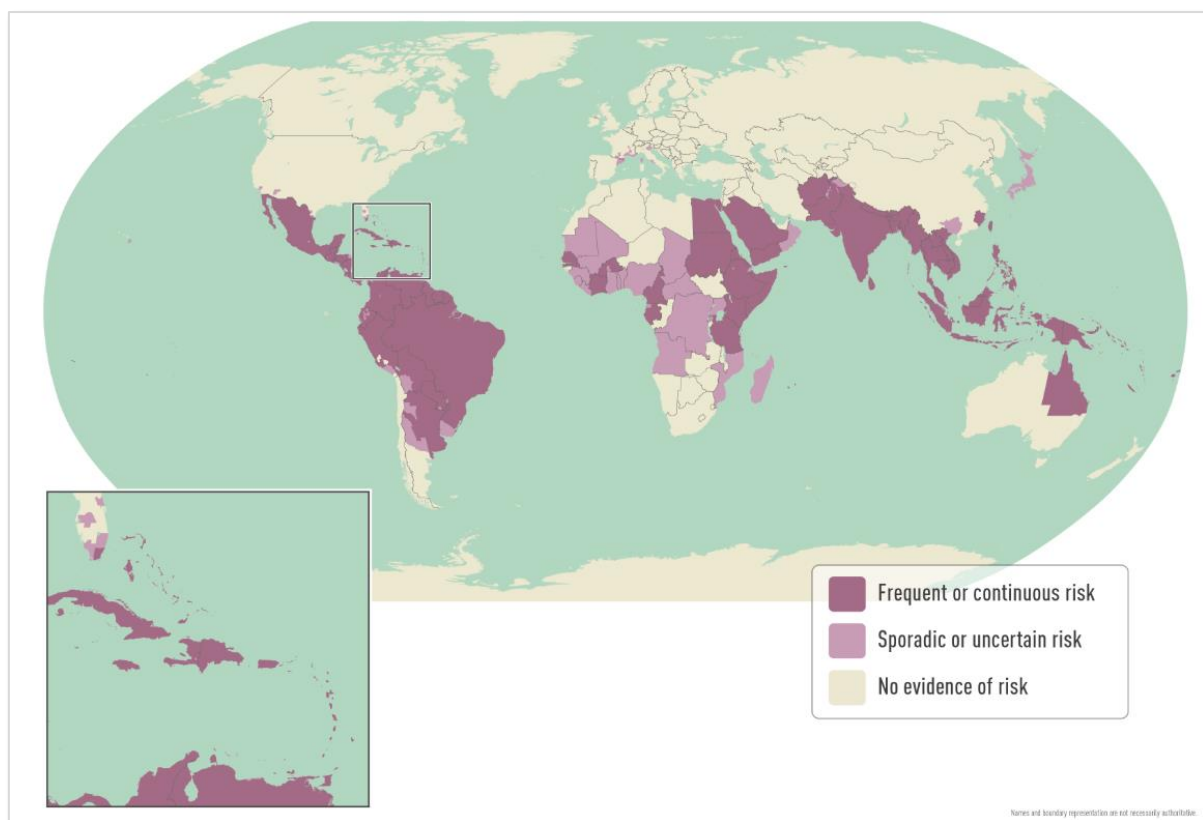 Frequent or continuous risk
Sporadic or uncertain risk
No evidence of risk
Names and boundary representation are not necessarily authoritative.